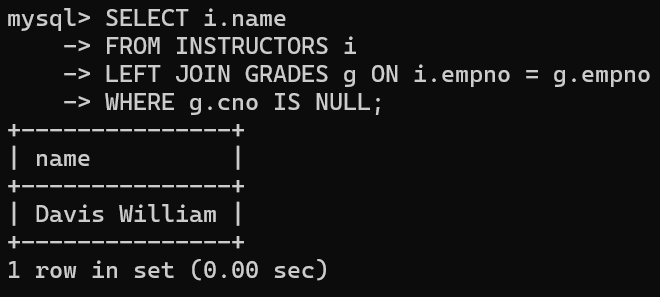 mysql> SELECT i.name
    -> FROM INSTRUCTORS i
    -> LEFT JOIN GRADES g ON i.empno = g.empno
    -> WHERE g.cno IS NULL;
+---------------+
| name          |
+---------------+
| Davis William |
+---------------+
1 row in set (0.00 sec)